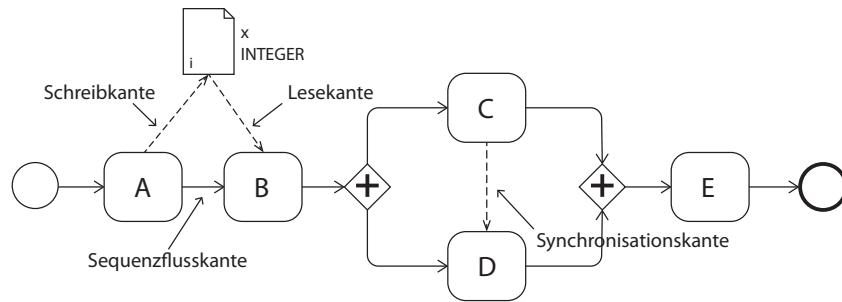 x
INTEGER
i
Schreibkante
Lesekante
C
A
B
E
Sequenzflusskante
Synchronisationskante
D